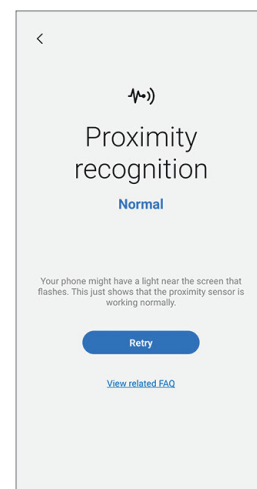 Proximity
recognition
Normal
Your phone might have a light near the screen that
flashes. This just shows that the proximity sensor is
working normally.
Retry
View related FAQ